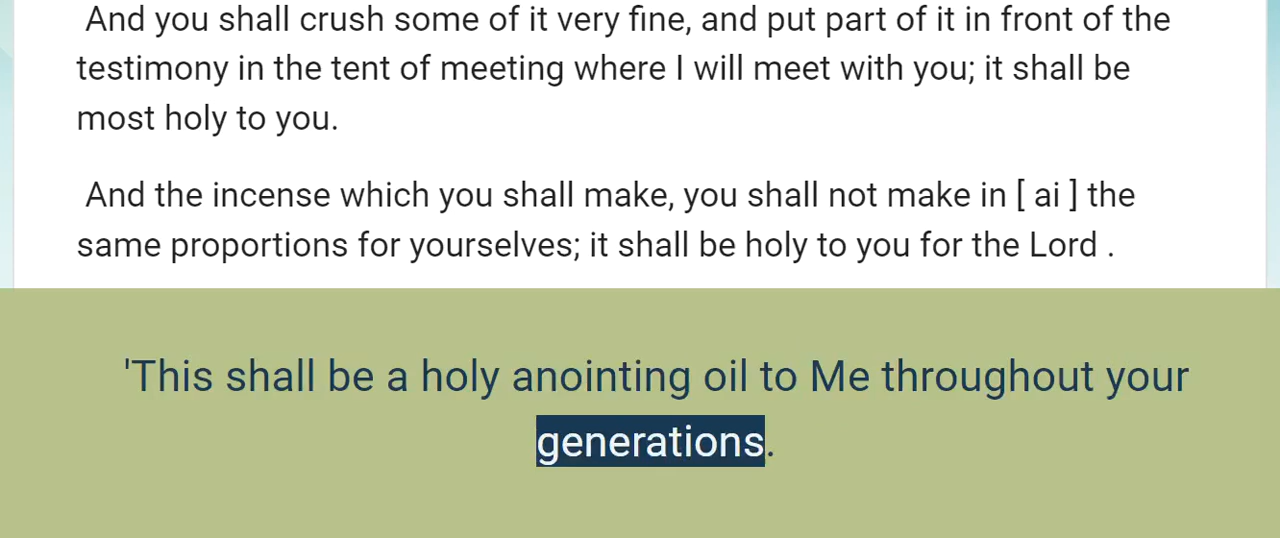 And you shall crush some of it very fine, and put part of it in front of the
testimony in the tent of meeting where I will meet with you; it shall be
most holy to you.
And the incense which you shall make, you shall not make in [ ai ] the
same proportions for yourselves; it shall be holy to you for the Lord .
'This shall be a holy anointing oil to Me throughout your
generations.